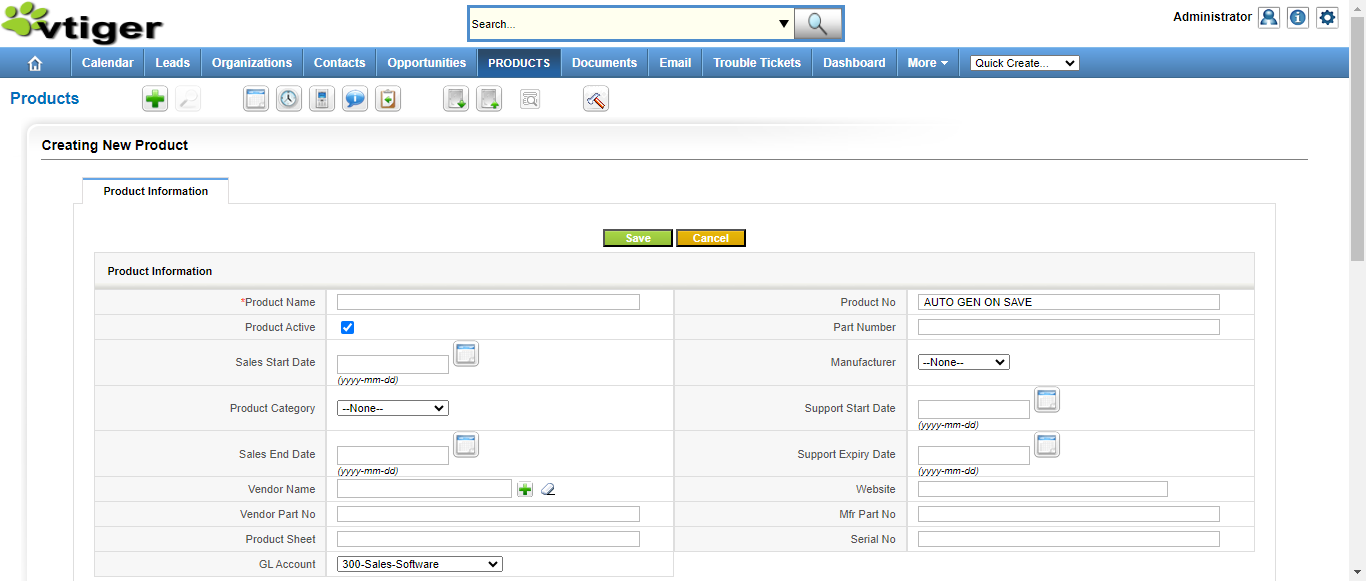 vtiger
Search...
Administrator
Calendar Leads Organizations Contacts Opportunities PRODUCTS Documents Email Trouble Tickets Dashboard More Quick Create...
Products
Creating New Product
Product Information
Save Cancel
Product Information
*Product Name Product No AUTO GEN ON SAVE
Product Active Part Number
Sales Start Date (yyyy-mm-dd) Manufacturer --None--
Product Category --None-- Support Start Date (yyyy-mm-dd)
Sales End Date (yyyy-mm-dd) Support Expiry Date (yyyy-mm-dd)
Vendor Name Website
Vendor Part No Mfr Part No
Product Sheet Serial No
GL Account 300-Sales-Software